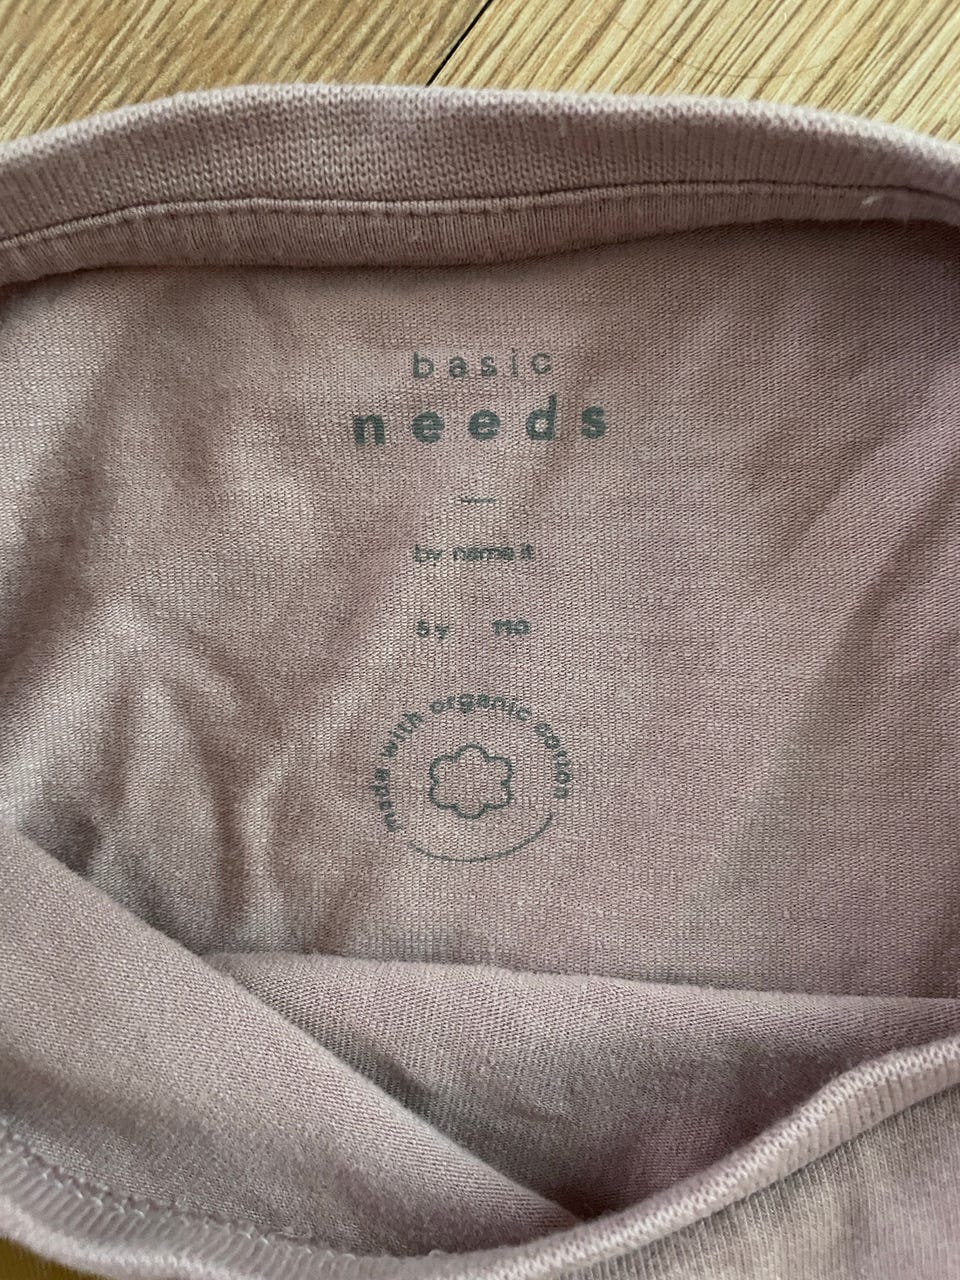 basic
needs
by name it
5y 110
made with organic cotton